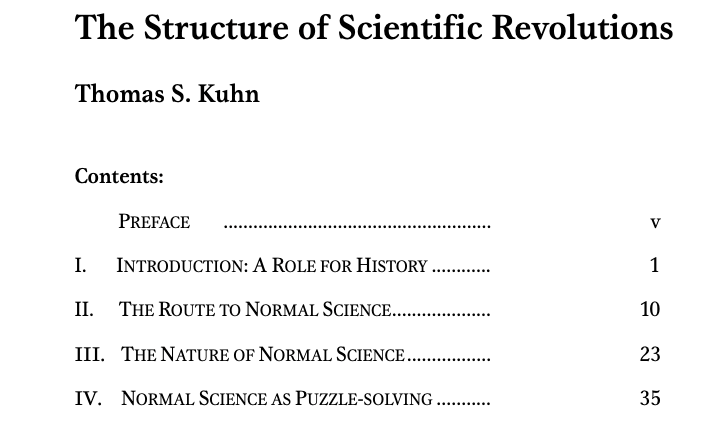 The Structure of Scientific Revolutions
Thomas S. Kuhn
Contents:
PREFACE ...................................................... v
I. INTRODUCTION: A ROLE FOR HISTORY ............ 1
II. THE ROUTE TO NORMAL SCIENCE.................... 10
III. THE NATURE OF NORMAL SCIENCE................. 23
IV. NORMAL SCIENCE AS PUZZLE-SOLVING ........... 35